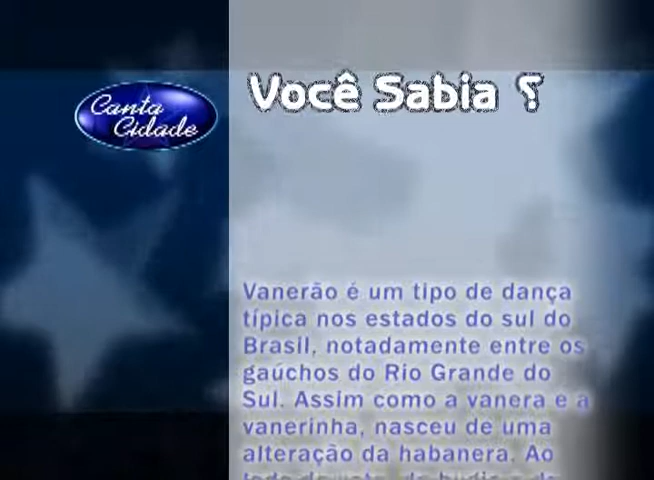 Canta
Cidade
Você Sabia ?
Vanerão é um tipo de dança
típica nos estados do sul do
Brasil, notadamente entre os
gaúchos do Rio Grande do
Sul. Assim como a vanera e a
vanerinha, nasceu de uma
alteração da habanera. Ao